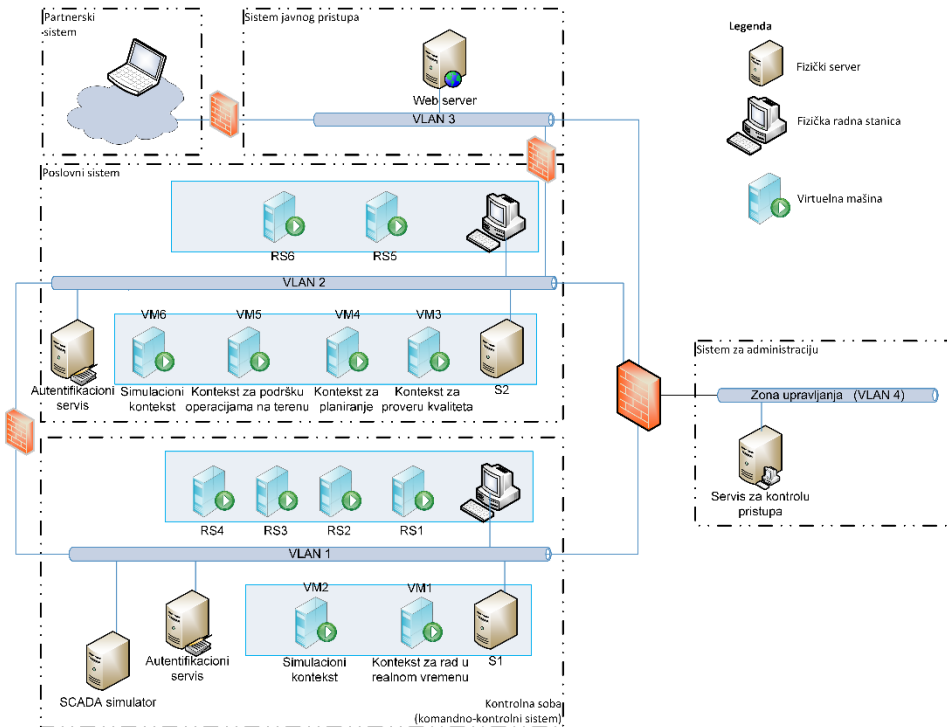 Partnerski
sistem
Sistem javnog pristupa
Web server
VLAN 3
Legenda
Fizički server
Fizička radna stanica
Virtuelna mašina
Poslovni sistem
RS6
RS5
VLAN 2
VM6
VM5
VM4
VM3
Autentifikacioni
servis
Simulacioni
kontekst
Kontekst za podršku
operacijama na terenu
Kontekst za
planiranje
Kontekst za
proveru kvaliteta
S2
Sistem za administraciju
Zona upravljanja (VLAN 4)
Servis za kontrolu
pristupa
RS4
RS3
RS2
RS1
VLAN 1
VM2
VM1
SCADA simulator
Autentifikacioni
servis
Simulacioni
kontekst
Kontekst za rad u
realnom vremenu
S1
Kontrolna soba
(komandno-kontrolni sistem)